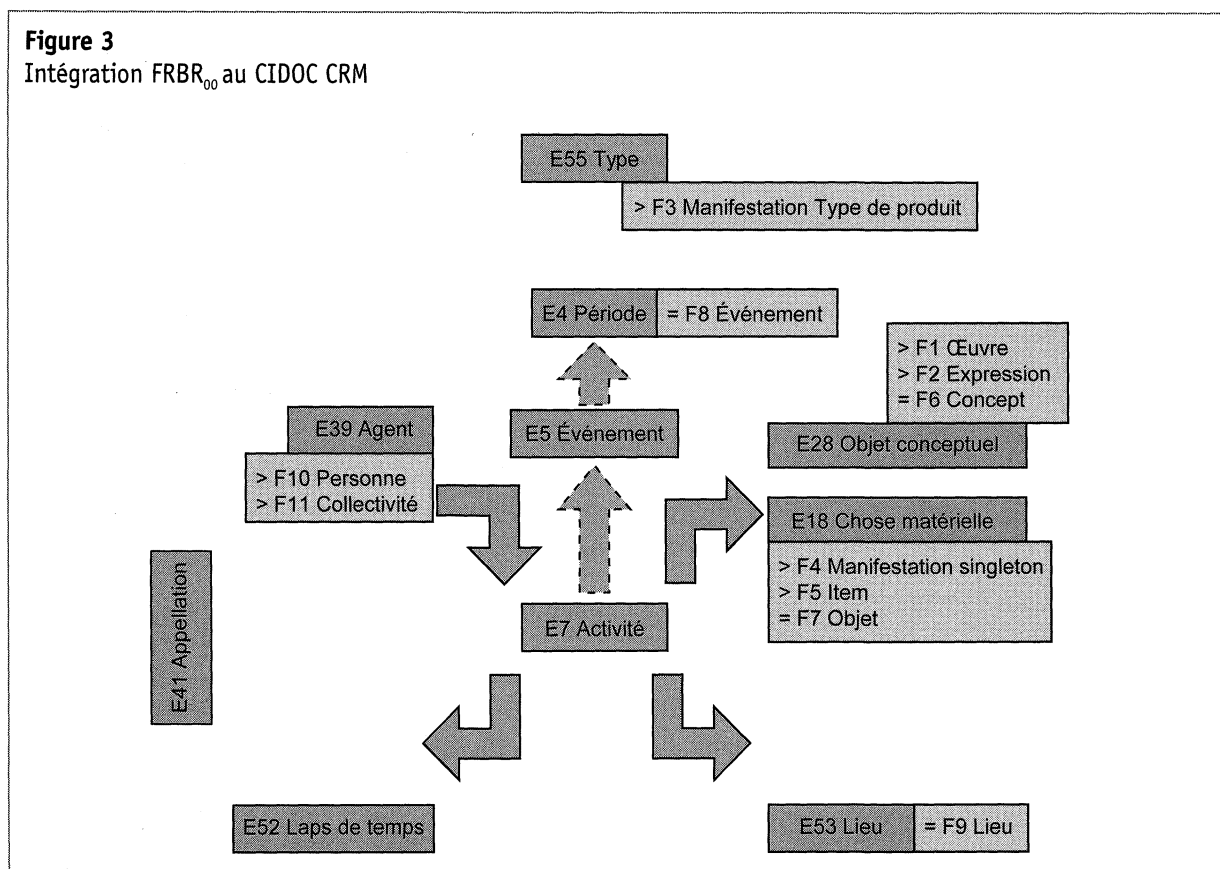 Figure 3
Intégration FRBR₀₀ au CIDOC CRM
E55 Type
> F3 Manifestation Type de produit
E4 Période = F8 Événement
> F1 Œuvre
> F2 Expression
= F6 Concept
E39 Agent
E5 Événement
E28 Objet conceptuel
> F10 Personne
> F11 Collectivité
E18 Chose matérielle
> F4 Manifestation singleton
> F5 Item
= F7 Objet
E7 Activité
E41 Appellation
E52 Laps de temps
E53 Lieu = F9 Lieu